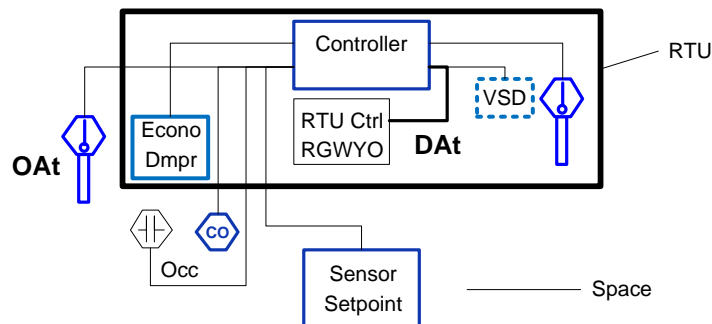 Controller
RTU
VSD
Econo
Dmpr
RTU Ctrl
RGWYO
DAt
OAt
CO
Occ
Sensor
Setpoint
Space